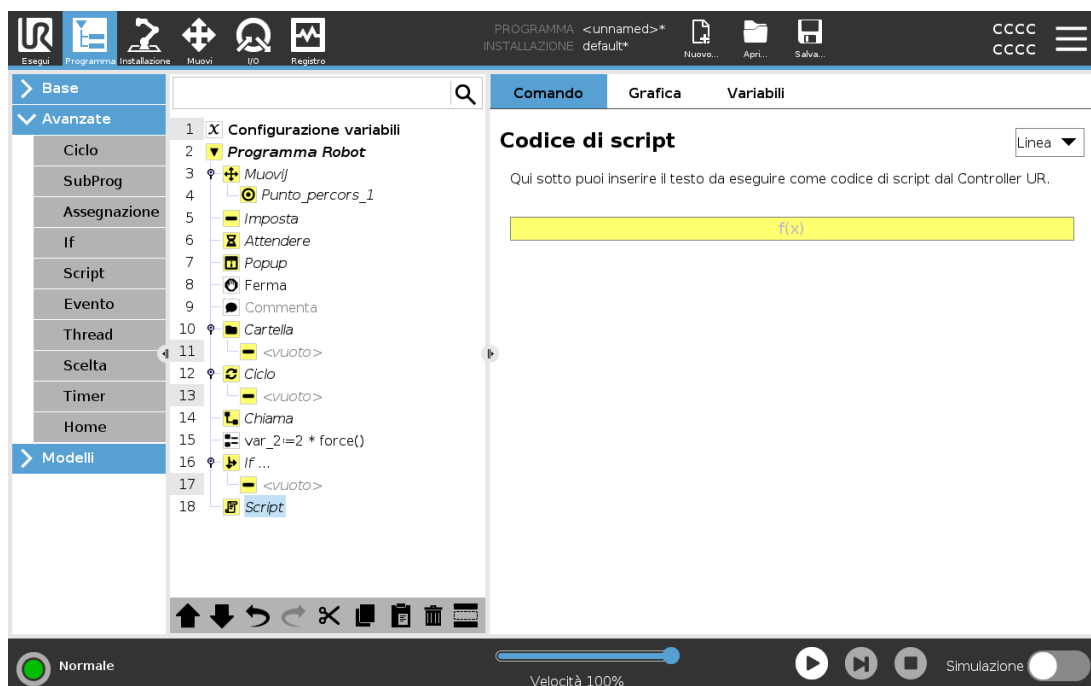 PROGRAMMA <unnamed>*
INSTALLAZIONE default*
Esegui Programma Installazione Muovi I/O Registro
Nuovo... Apri... Salva...
CCCC
CCCC
Base
Avanzate
Ciclo
SubProg
Assegnazione
If
Script
Evento
Thread
Scelta
Timer
Home
Modelli
1 X Configurazione variabili
2 Programma Robot
3 MuoviJ
4 Punto_percors_1
5 Imposta
6 Attendere
7 Popup
8 Ferma
9 Commenta
10 Cartella
11 <vuoto>
12 Ciclo
13 <vuoto>
14 Chiama
15 var_2:=2 * force()
16 If ...
17 <vuoto>
18 Script
Comando Grafica Variabili
Codice di script
Linea
Qui sotto puoi inserire il testo da eseguire come codice di script dal Controller UR.
f(x)
Normale
Velocità 100%
Simulazione